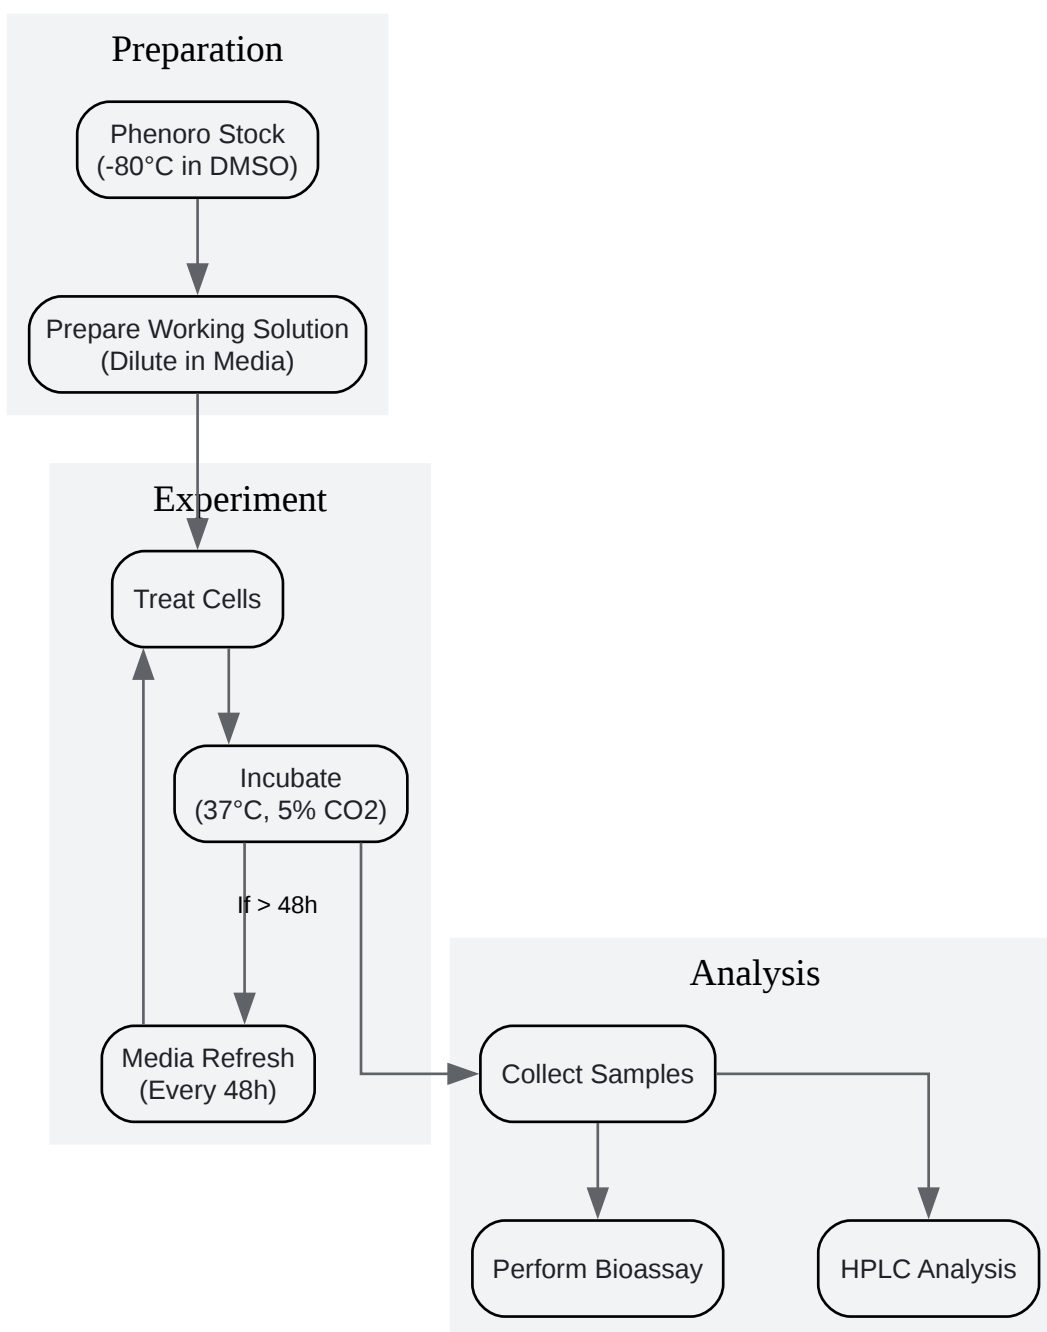 Preparation
Phenoro Stock
(-80°C in DMSO)
Prepare Working Solution
(Dilute in Media)
Experiment
Treat Cells
Incubate
(37°C, 5% CO2)
If > 48h
Media Refresh
(Every 48h)
Analysis
Collect Samples
Perform Bioassay
HPLC Analysis